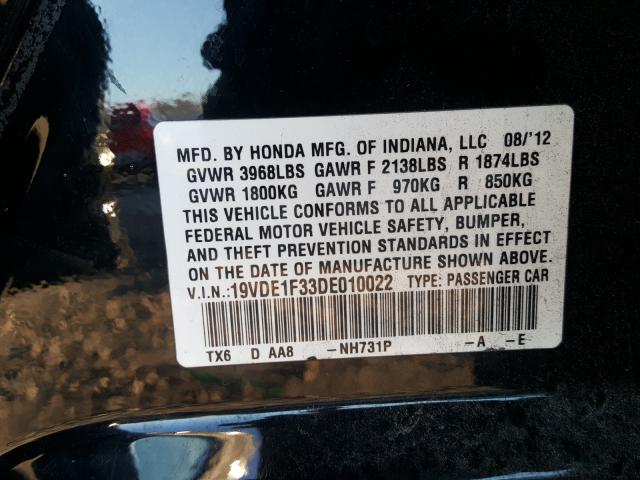 MFD. BY HONDA MFG. OF INDIANA, LLC 08/'12
GVWR 3968LBS GAWR F 2138LBS R 1874LBS
GVWR 1800KG GAWR F 970KG R 850KG
THIS VEHICLE CONFORMS TO ALL APPLICABLE
FEDERAL MOTOR VEHICLE SAFETY, BUMPER,
AND THEFT PREVENTION STANDARDS IN EFFECT
ON THE DATE OF MANUFACTURE SHOWN ABOVE.
V.I.N.:19VDE1F33DE010022 TYPE: PASSENGER CAR
TX6 D AA8 -NH731P -A -E